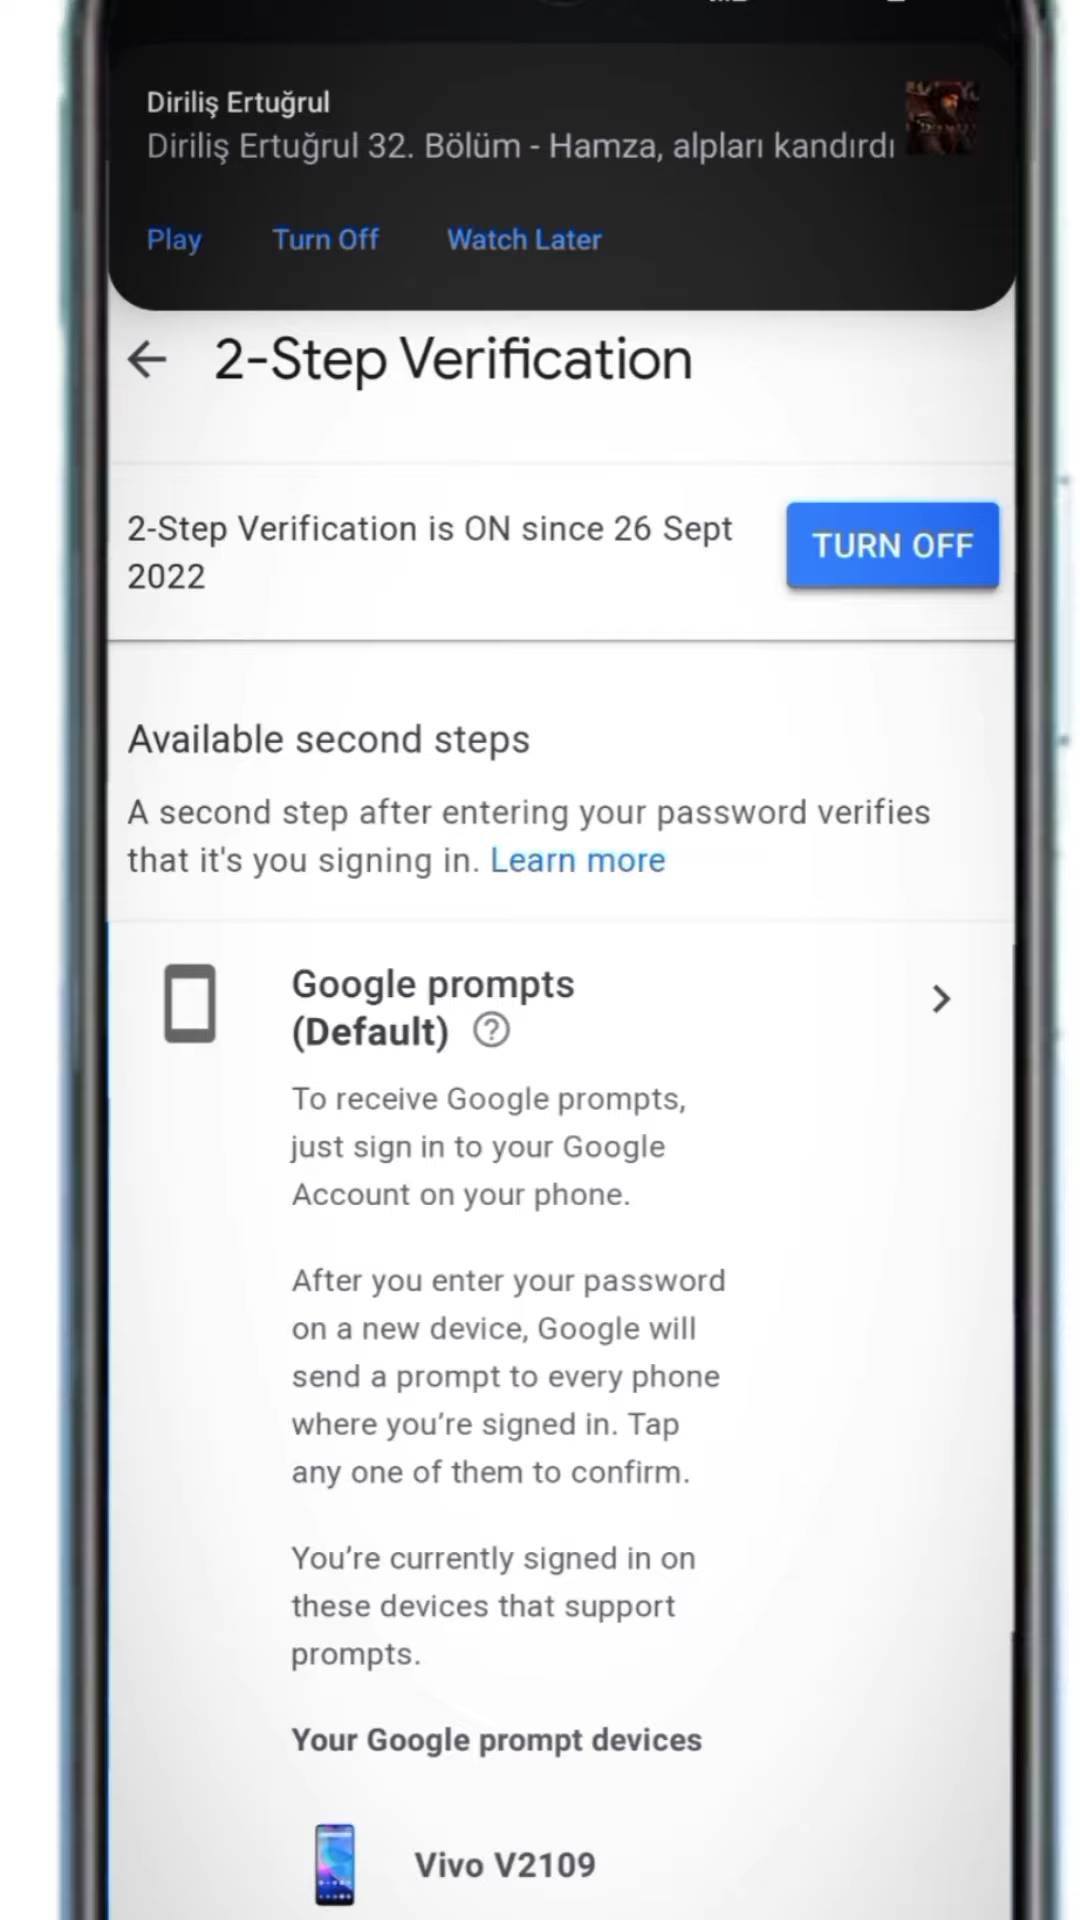 Diriliş Ertuğrul
Diriliş Ertuğrul 32. Bölüm - Hamza, alpları kandırdı
Play Turn Off Watch Later
2-Step Verification
2-Step Verification is ON since 26 Sept
2022
TURN OFF
Available second steps
A second step after entering your password verifies
that it's you signing in. Learn more
Google prompts
(Default)
To receive Google prompts,
just sign in to your Google
Account on your phone.
After you enter your password
on a new device, Google will
send a prompt to every phone
where you’re signed in. Tap
any one of them to confirm.
You’re currently signed in on
these devices that support
prompts.
Your Google prompt devices
Vivo V2109